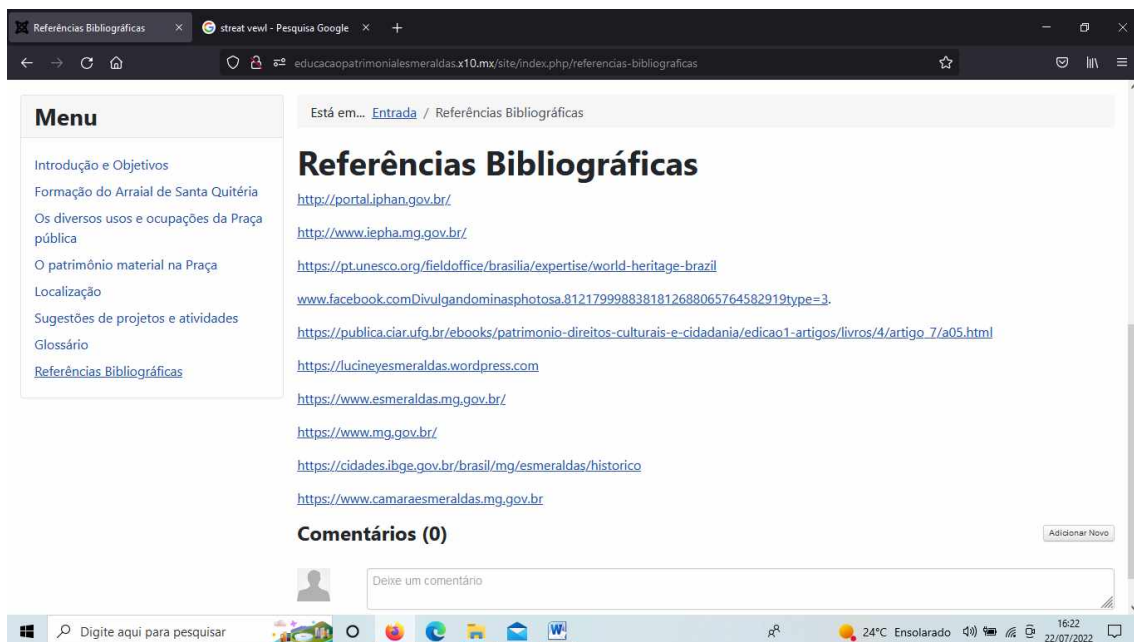 Referências Bibliográficas
streat vewl - Pesquisa Google
educacaopatrimonialesmeraldas.x10.mx/site/index.php/referencias-bibliograficas
Menu
Introdução e Objetivos
Formação do Arraial de Santa Quitéria
Os diversos usos e ocupações da Praça
pública
O patrimônio material na Praça
Localização
Sugestões de projetos e atividades
Glossário
Referências Bibliográficas
Está em... Entrada / Referências Bibliográficas
Referências Bibliográficas
http://portal.iphan.gov.br/
http://www.iepha.mg.gov.br/
https://pt.unesco.org/fieldoffice/brasilia/expertise/world-heritage-brazil
www.facebook.comDivulgandominasphotosa.8121799988381812688065764582919type=3.
https://publica.ciar.ufg.br/ebooks/patrimonio-direitos-culturais-e-cidadania/edicao1-artigos/livros/4/artigo_7/a05.html
https://lucineyesmeraldas.wordpress.com
https://www.esmeraldas.mg.gov.br/
https://www.mg.gov.br/
https://cidades.ibge.gov.br/brasil/mg/esmeraldas/historico
https://www.camaraesmeraldas.mg.gov.br
Comentários (0)
Adicionar Novo
Deixe um comentário
Digite aqui para pesquisar
24°C Ensolarado
16:22
22/07/2022